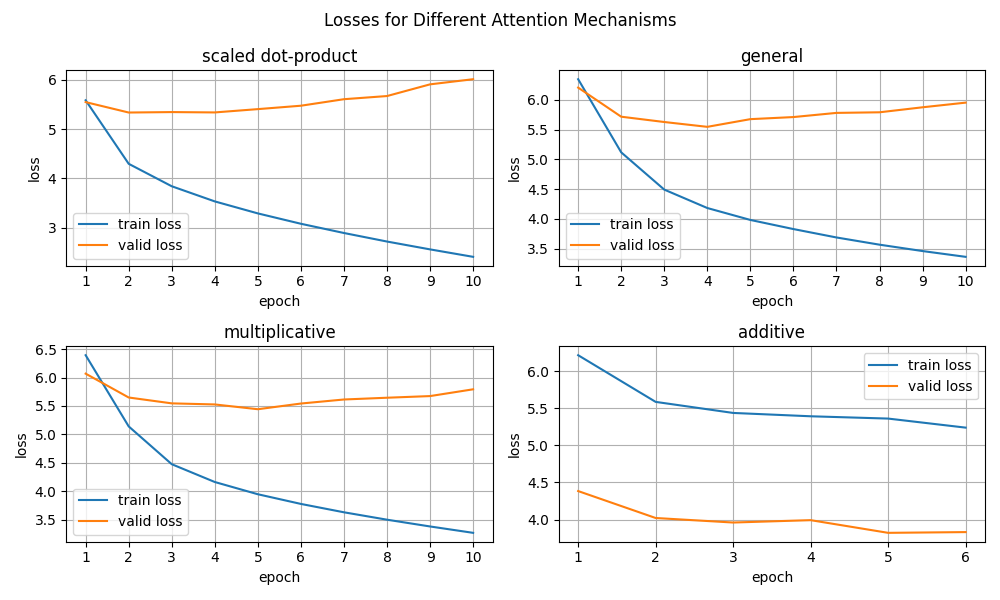 Losses for Different Attention Mechanisms
scaled dot-product
6
5
4
3
loss
train loss
valid loss
1 2 3 4 5 6 7 8 9 10
epoch
general
6.0
5.5
5.0
4.5
4.0
3.5
loss
train loss
valid loss
1 2 3 4 5 6 7 8 9 10
epoch
multiplicative
6.5
6.0
5.5
5.0
4.5
4.0
3.5
loss
train loss
valid loss
1 2 3 4 5 6 7 8 9 10
epoch
additive
6.0
5.5
5.0
4.5
4.0
loss
train loss
valid loss
1 2 3 4 5 6
epoch